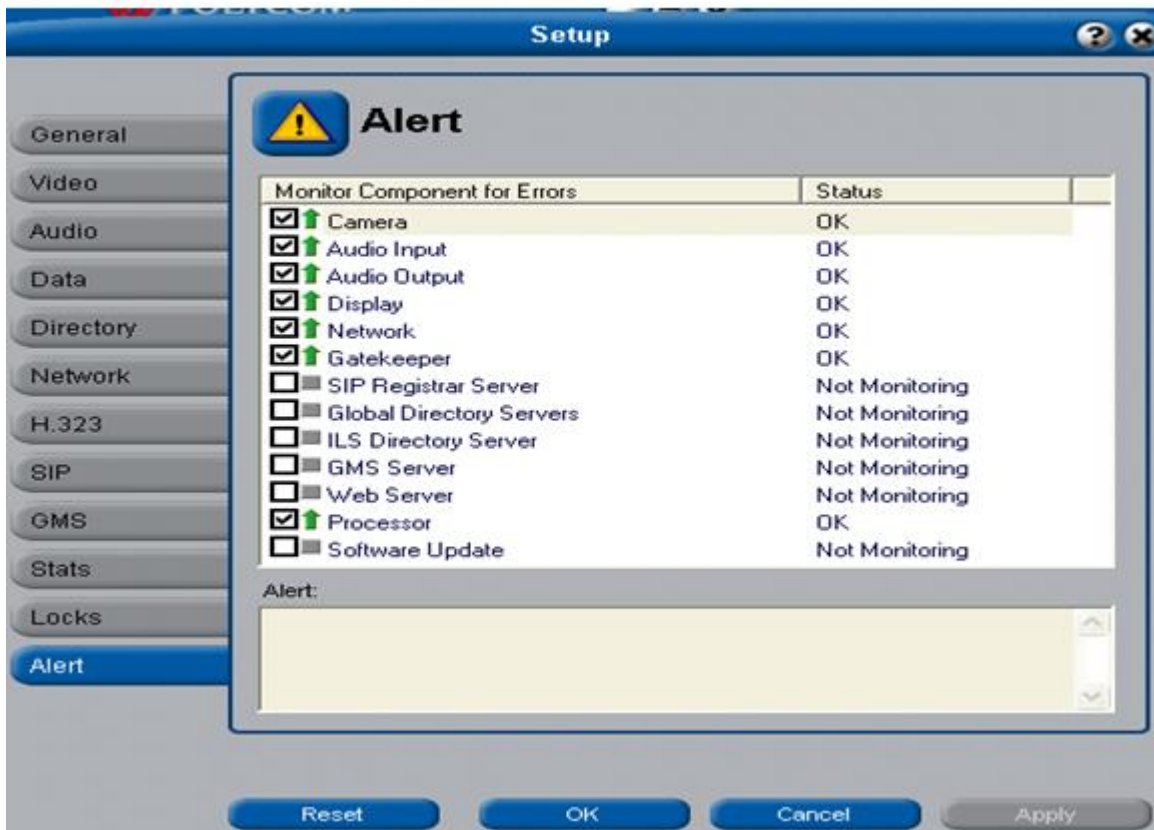 POLYCOM
Setup
General
Video
Audio
Data
Directory
Network
H.323
SIP
GMS
Stats
Locks
Alert
Alert
Monitor Component for Errors Status
Camera OK
Audio Input OK
Audio Output OK
Display OK
Network OK
Gatekeeper OK
SIP Registrar Server Not Monitoring
Global Directory Servers Not Monitoring
ILS Directory Server Not Monitoring
GMS Server Not Monitoring
Web Server Not Monitoring
Processor OK
Software Update Not Monitoring
Alert:
Reset OK Cancel Apply